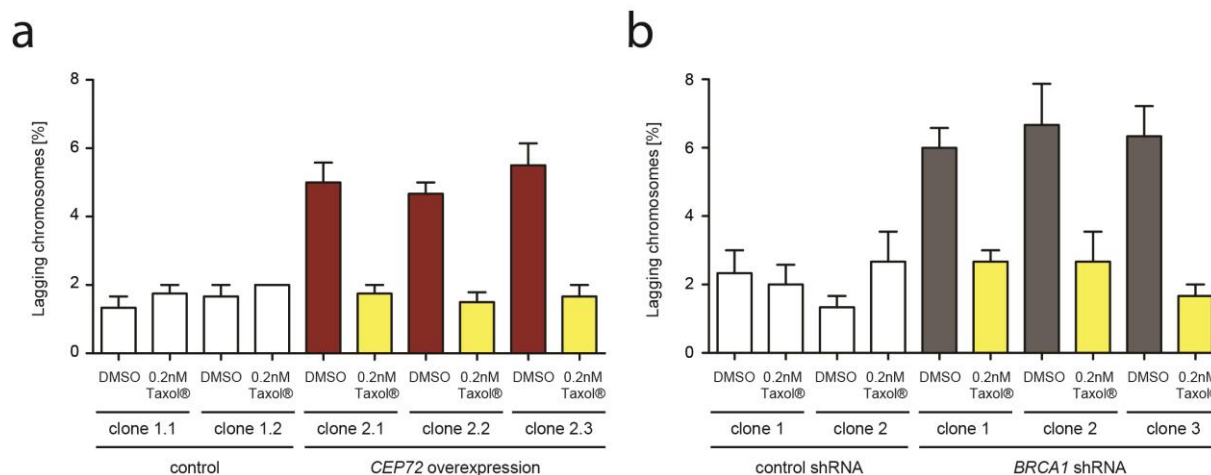 a
b
Lagging chromosomes [%]
8
6
4
2
0
DMSO 0.2nM Taxol® DMSO 0.2nM Taxol® DMSO 0.2nM Taxol® DMSO 0.2nM Taxol® DMSO 0.2nM Taxol®
clone 1.1 clone 1.2 clone 2.1 clone 2.2 clone 2.3
control CEP72 overexpression
Lagging chromosomes [%]
8
6
4
2
0
DMSO 0.2nM Taxol® DMSO 0.2nM Taxol® DMSO 0.2nM Taxol® DMSO 0.2nM Taxol® DMSO 0.2nM Taxol®
clone 1 clone 2 clone 1 clone 2 clone 3
control shRNA BRCA1 shRNA